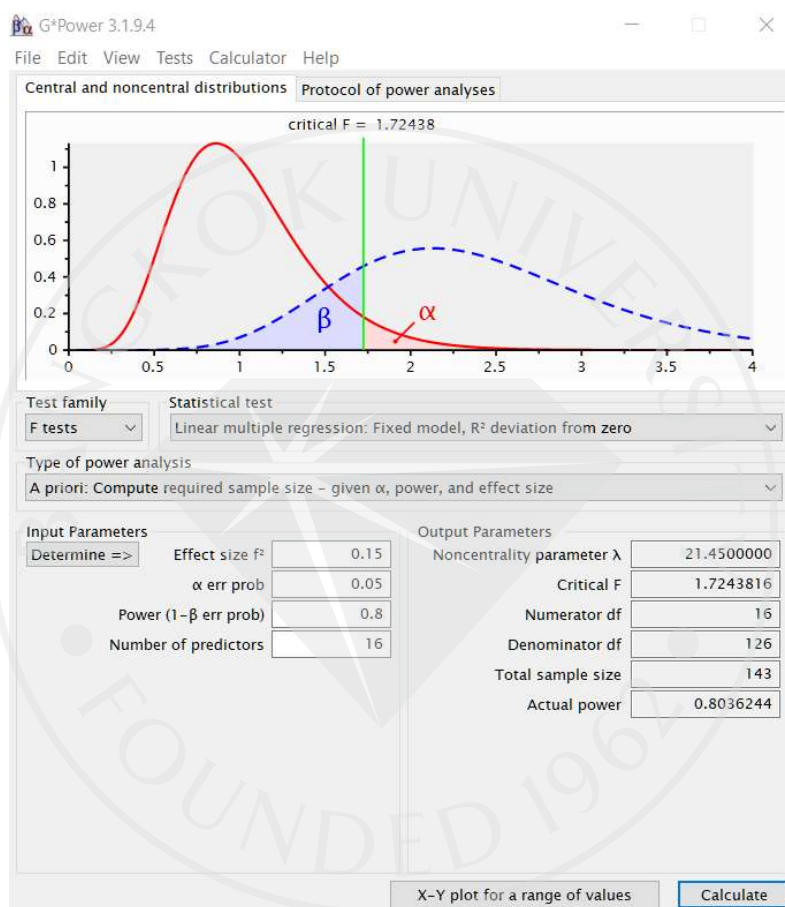 G*Power 3.1.9.4
File Edit View Tests Calculator Help
Central and noncentral distributions Protocol of power analyses
critical F = 1.72438
1
0.8
0.6
0.4
0.2
0
β
α
0 0.5 1 1.5 2 2.5 3 3.5 4
Test family Statistical test
F tests Linear multiple regression: Fixed model, R² deviation from zero
Type of power analysis
A priori: Compute required sample size – given α, power, and effect size
Input Parameters Output Parameters
Determine => Effect size f² 0.15 Noncentrality parameter λ 21.4500000
α err prob 0.05 Critical F 1.7243816
Power (1-β err prob) 0.8 Numerator df 16
Number of predictors 16 Denominator df 126
Total sample size 143
Actual power 0.8036244
X-Y plot for a range of values Calculate
NGKOK UNIVERSITY
FOUNDED 1962